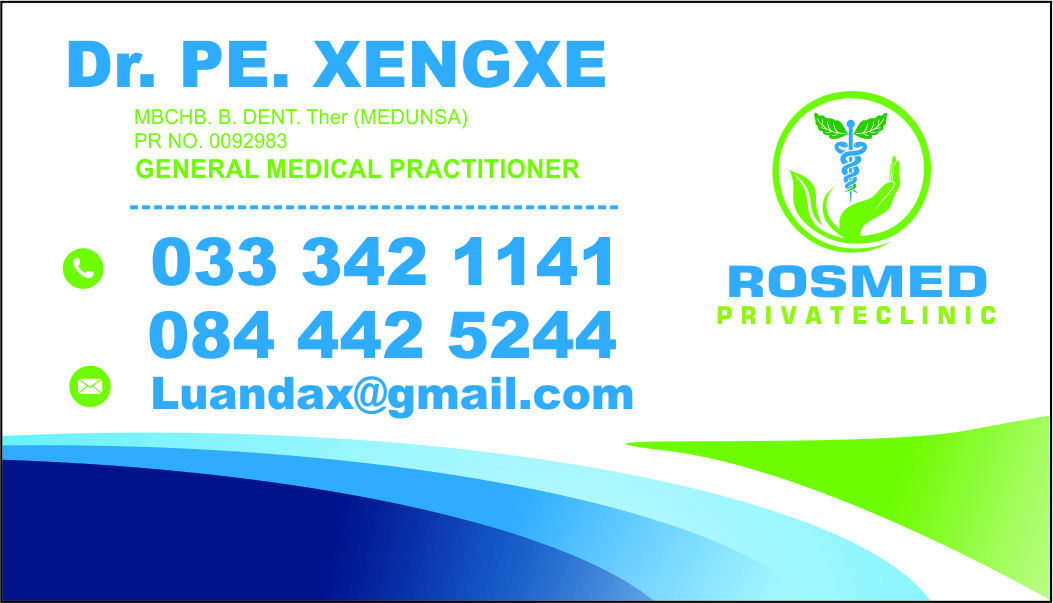 Dr. PE. XENGXE
MBCHB. B. DENT. Ther (MEDUNSA)
PR NO. 0092983
GENERAL MEDICAL PRACTITIONER
033 342 1141
084 442 5244
Luandax@gmail.com
ROSMED
PRIVATECLINIC